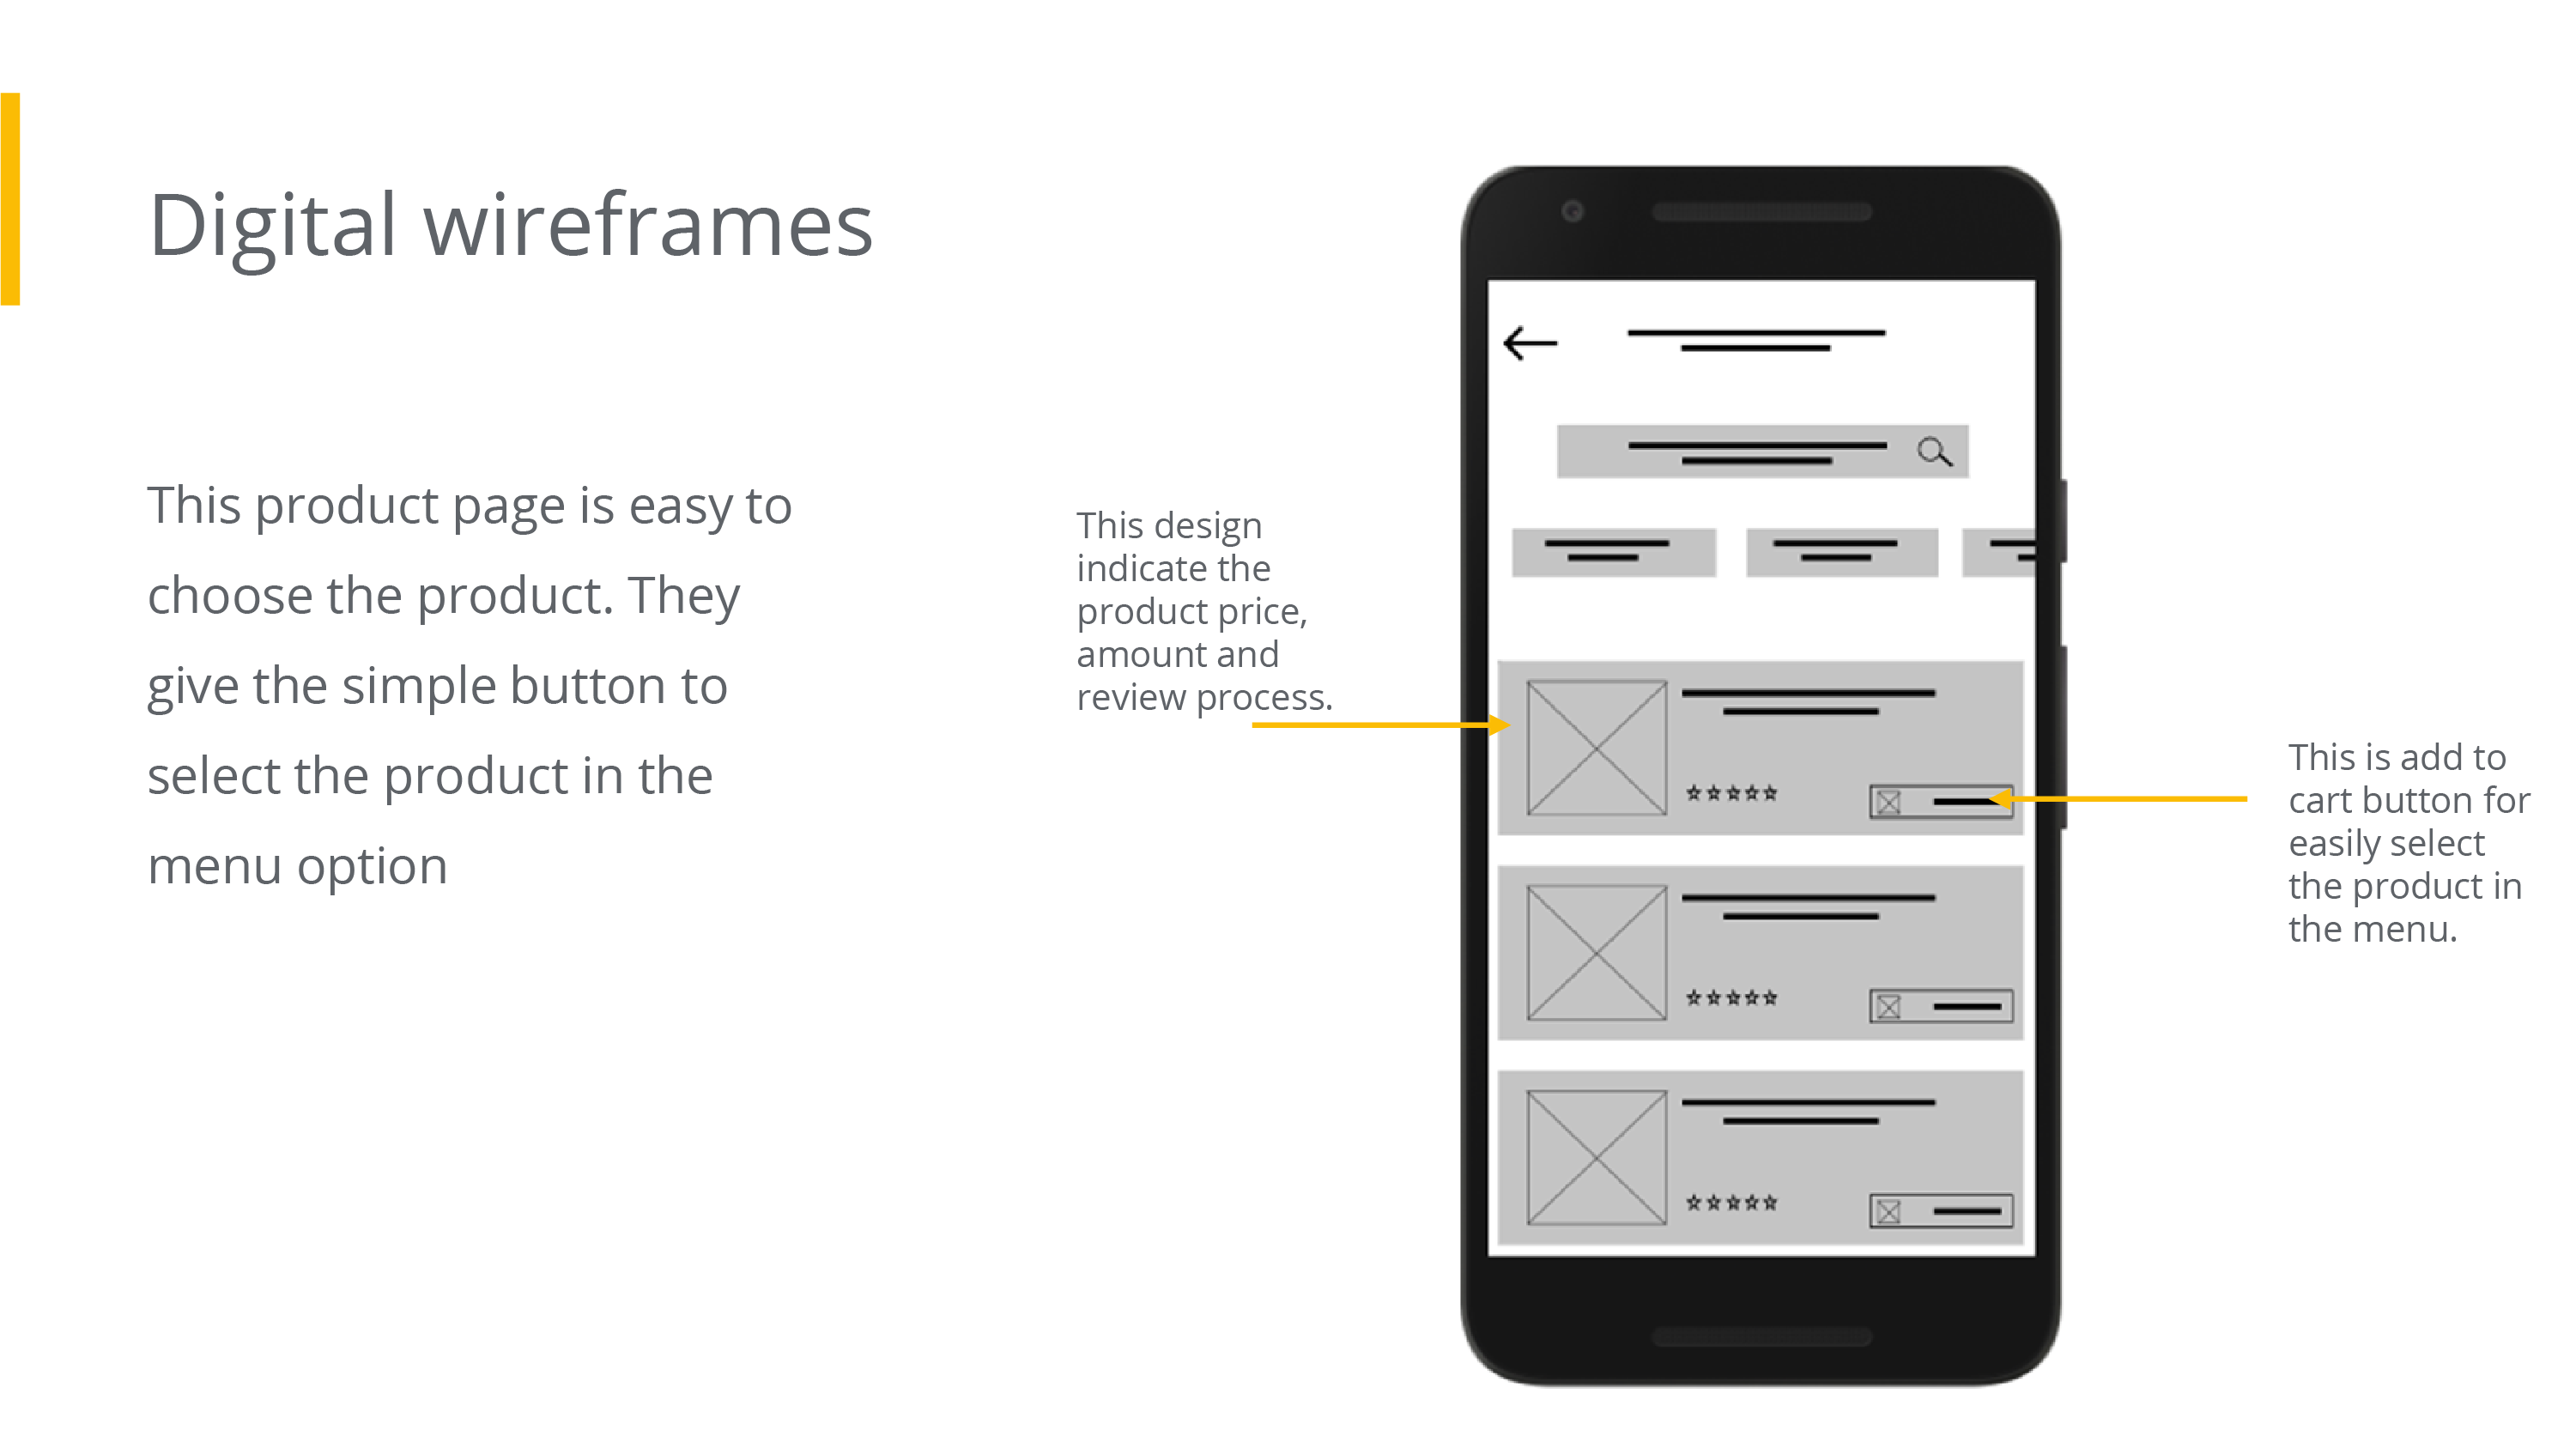 Digital wireframes
This product page is easy to
choose the product. They
give the simple button to
select the product in the
menu option
This design
indicate the
product price,
amount and
review process.
This is add to
cart button for
easily select
the product in
the menu.